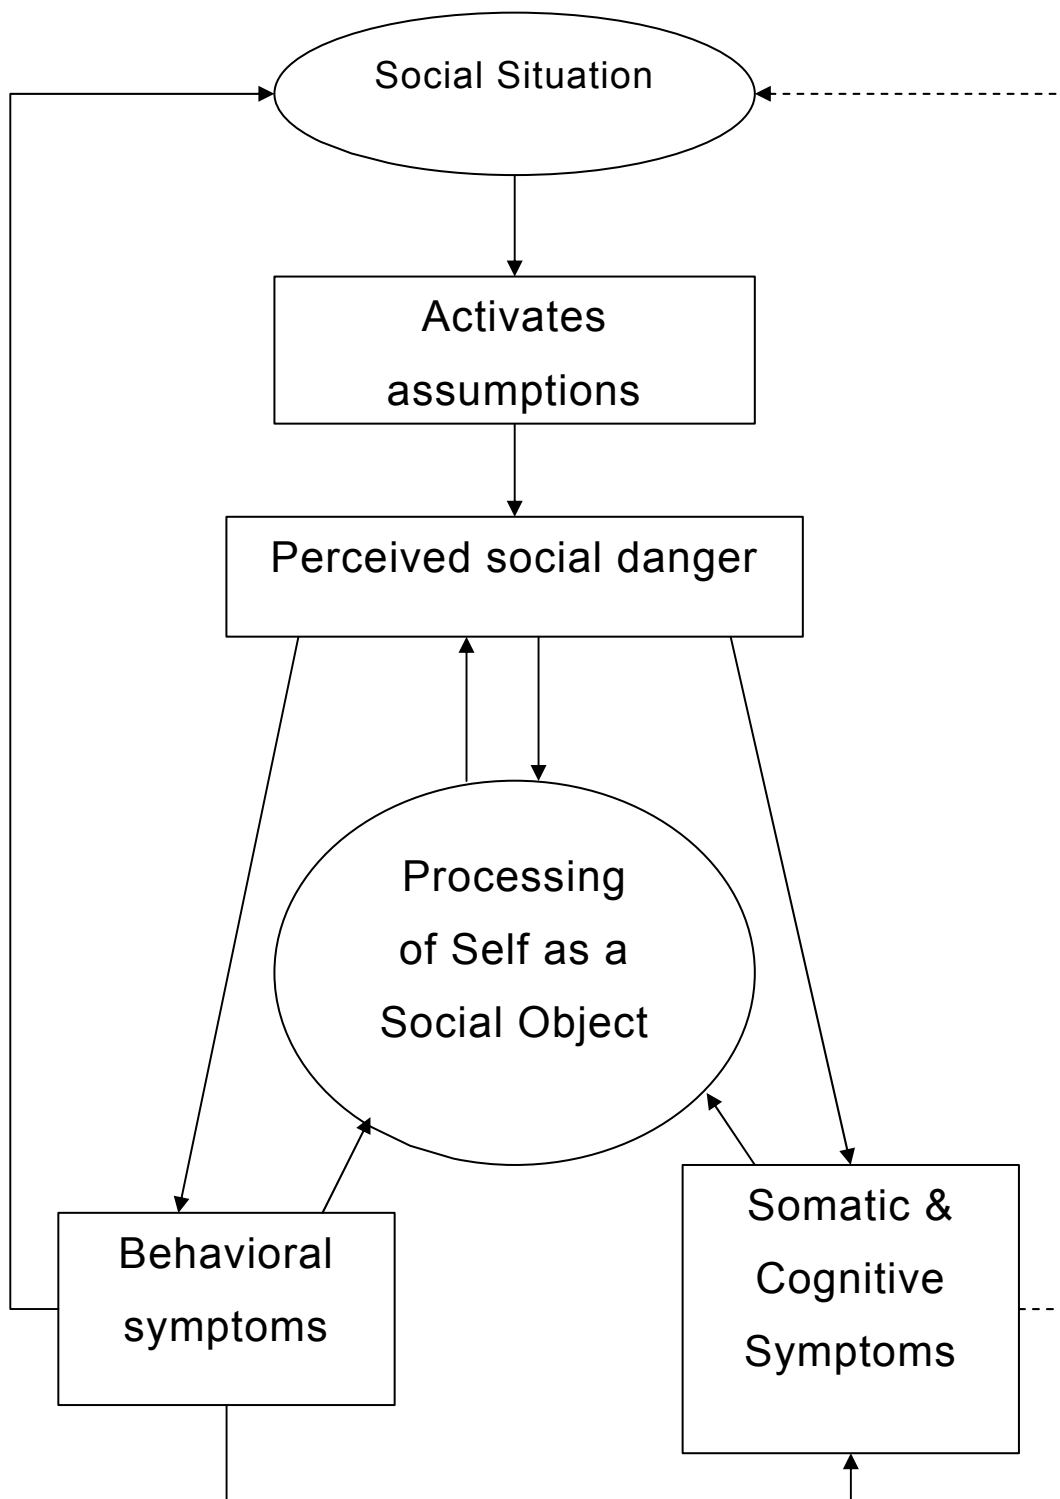 Social Situation
Activates
assumptions
Perceived social danger
Processing
of Self as a
Social Object
Behavioral
symptoms
Somatic &
Cognitive
Symptoms